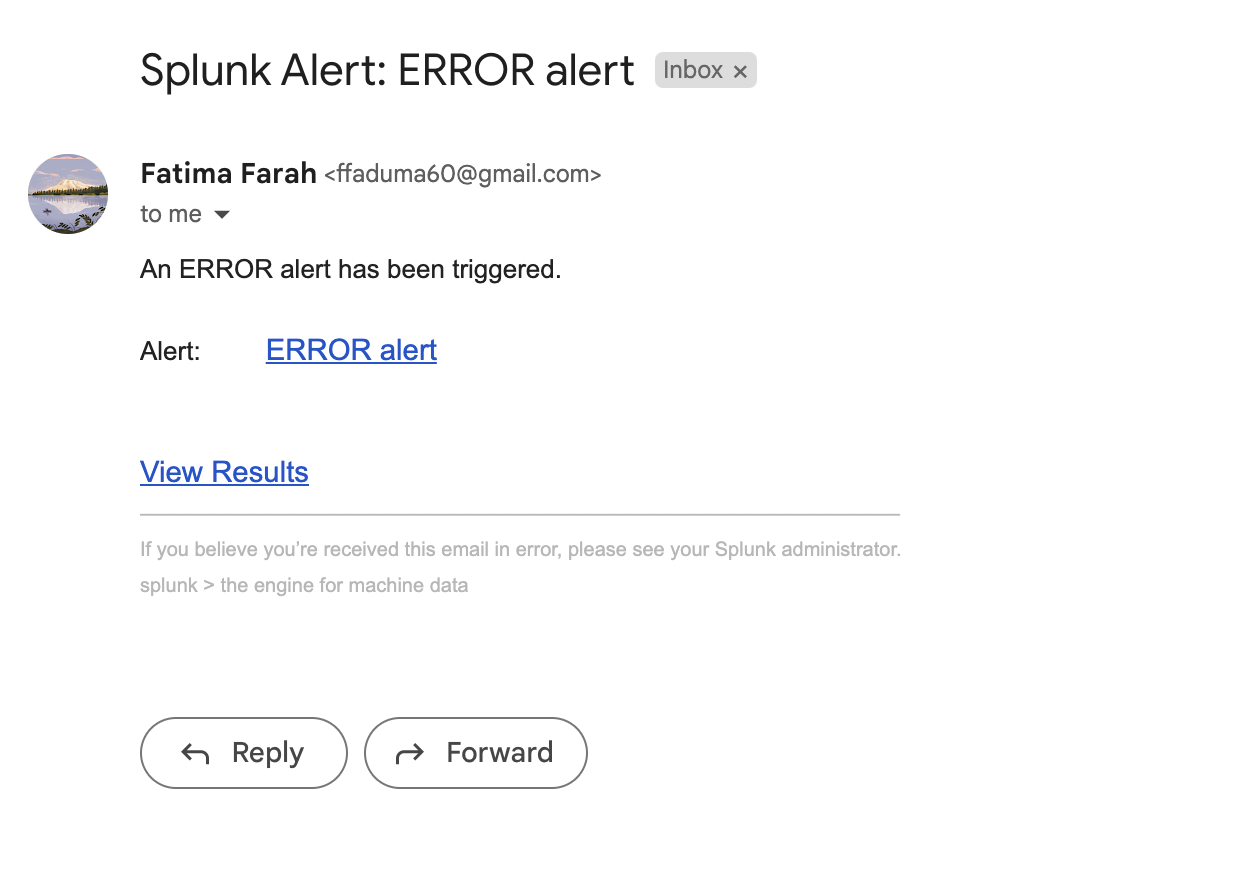 Splunk Alert: ERROR alert Inbox ×
Fatima Farah <ffaduma60@gmail.com>
to me
An ERROR alert has been triggered.
Alert: ERROR alert
View Results
If you believe you’re received this email in error, please see your Splunk administrator.
splunk > the engine for machine data
Reply Forward